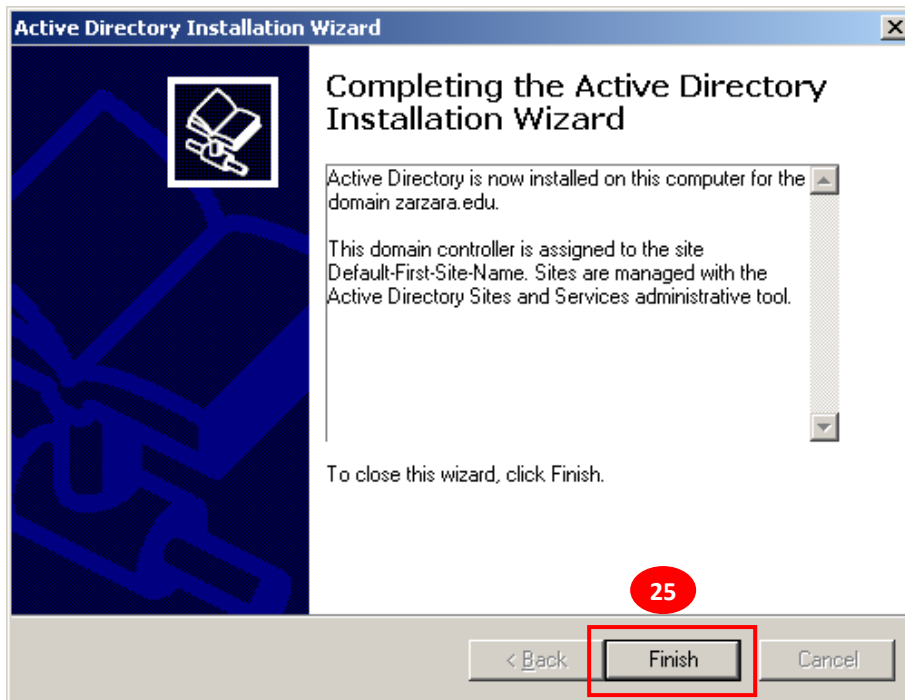 Active Directory Installation Wizard
Completing the Active Directory
Installation Wizard
Active Directory is now installed on this computer for the
domain zarzara.edu.
This domain controller is assigned to the site
Default-First-Site-Name. Sites are managed with the
Active Directory Sites and Services administrative tool.
To close this wizard, click Finish.
25
< Back
Finish
Cancel